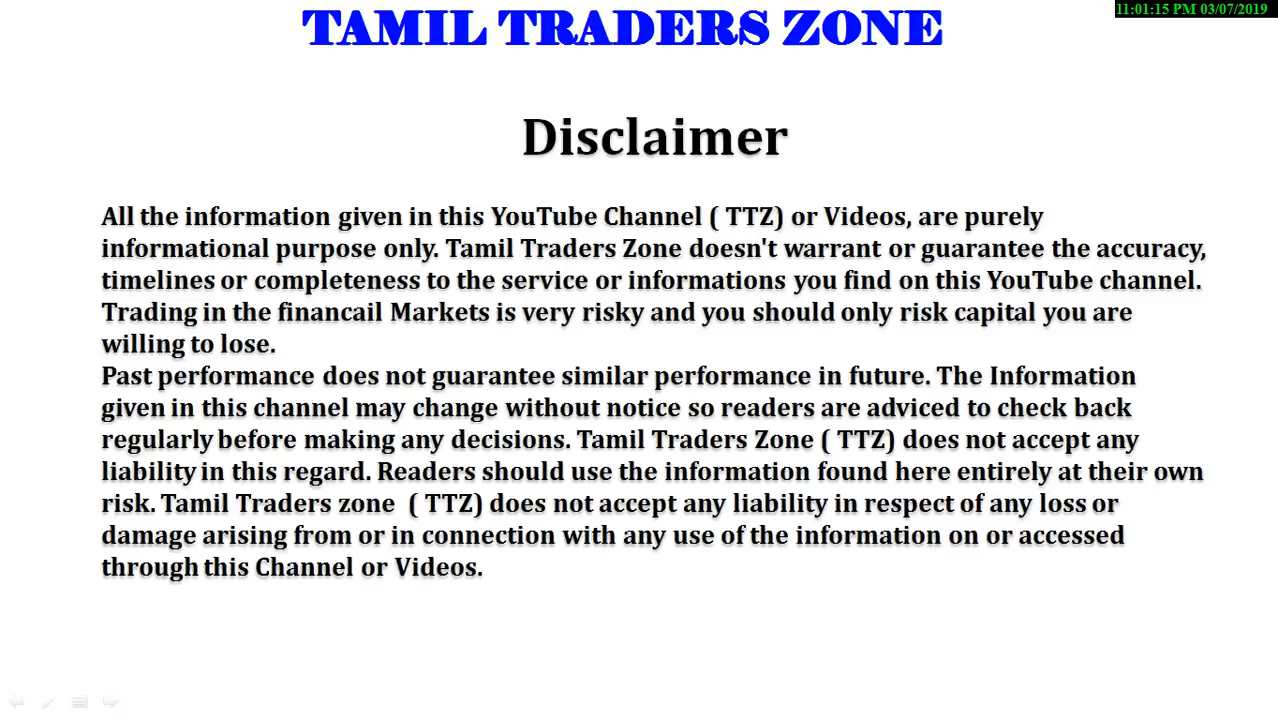 TAMIL TRADERS ZONE
11:01:15 PM 03/07/2019
Disclaimer
All the information given in this YouTube Channel ( TTZ) or Videos, are purely
informational purpose only. Tamil Traders Zone doesn't warrant or guarantee the accuracy,
timelines or completeness to the service or informations you find on this YouTube channel.
Trading in the financail Markets is very risky and you should only risk capital you are
willing to lose.
Past performance does not guarantee similar performance in future. The Information
given in this channel may change without notice so readers are adviced to check back
regularly before making any decisions. Tamil Traders Zone ( TTZ) does not accept any
liability in this regard. Readers should use the information found here entirely at their own
risk. Tamil Traders zone  ( TTZ) does not accept any liability in respect of any loss or
damage arising from or in connection with any use of the information on or accessed
through this Channel or Videos.